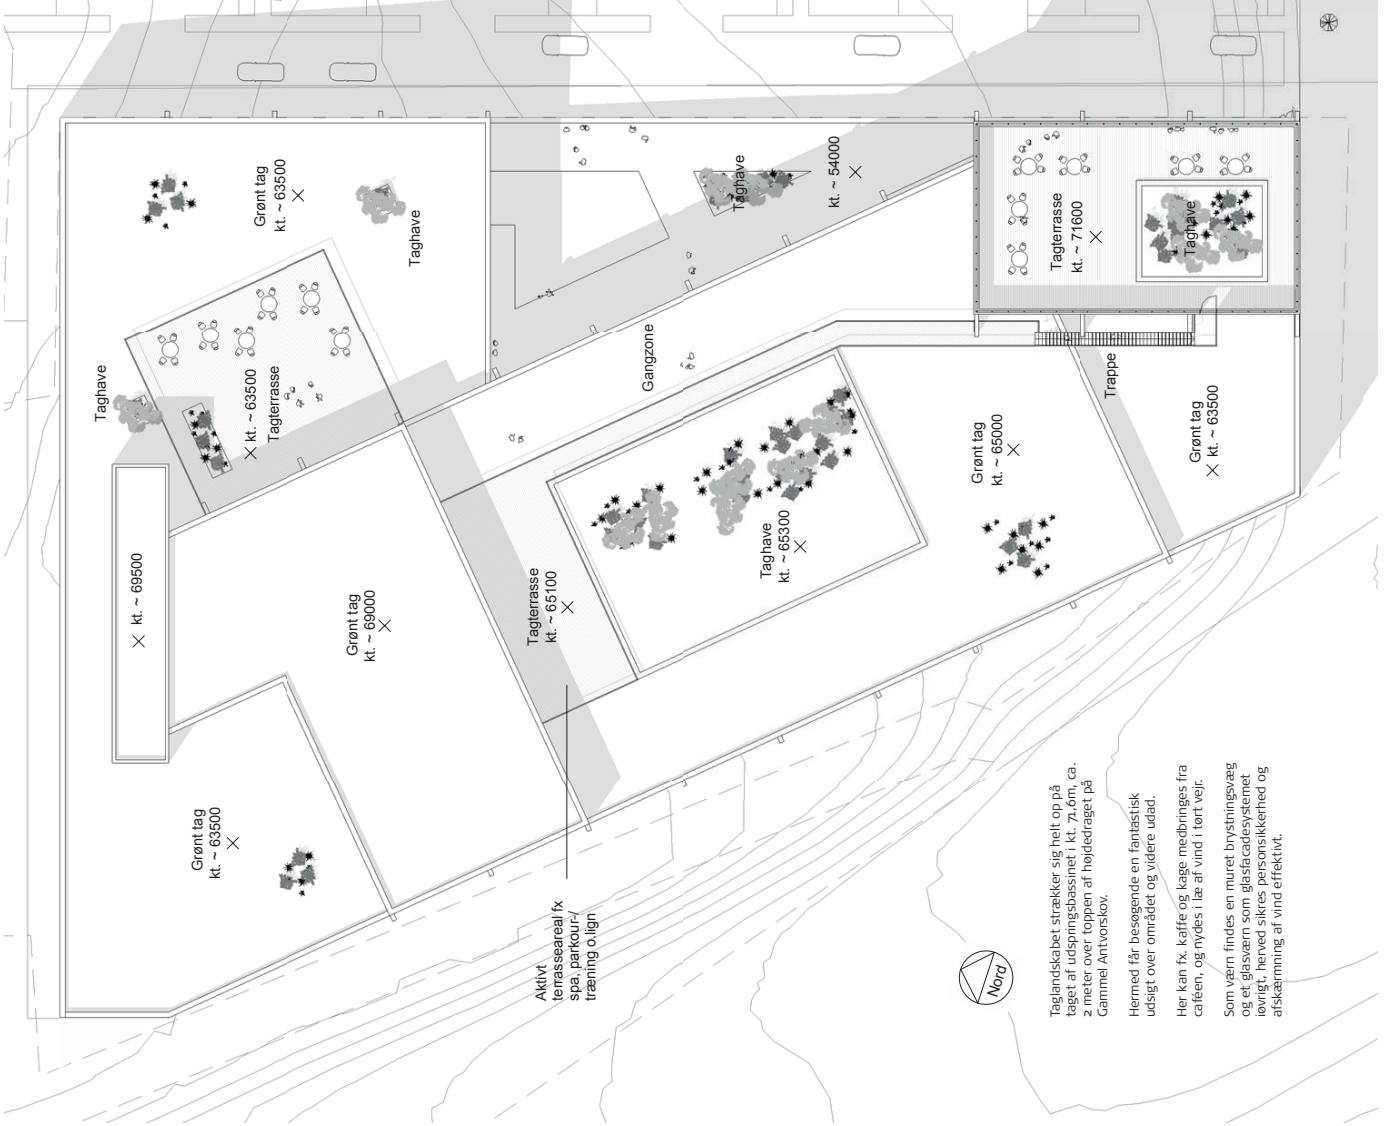 Grønt tag
kt. ~ 63500
Taghave
Taghave
kt. ~ 63500
Tagterrasse
kt. ~ 69500
Grønt tag
kt. ~ 69000
Grønt tag
kt. ~ 63500
Taghave
kt. ~ 54000
Gangzone
Tagterrasse
kt. ~ 71600
Taghave
Trappe
Grønt tag
kt. ~ 63500
Grønt tag
kt. ~ 65000
Taghave
kt. ~ 65300
Tagterrasse
kt. ~ 65100
Aktivt
terrasseareal fx
spa, parkour-/
træning o.lign
Nord
Taglandskabet strækker sig helt op på
taget af udspringsbassinet i kt. 71,6m, ca.
2 meter over toppen af højdedraget på
Gammel Antvorskov.
Hermed får besøgende en fantastisk
udsigt over området og videre udad.
Her kan fx. kaffe og kage medbringes fra
caféen, og nydes i læ af vind i tørt vejr.
Som værn findes en muret brystningsvæg
og et glasværn som glasfacadesystemet
iøvrigt, herved sikres personsikkerhed og
afskærmning af vind effektivt.